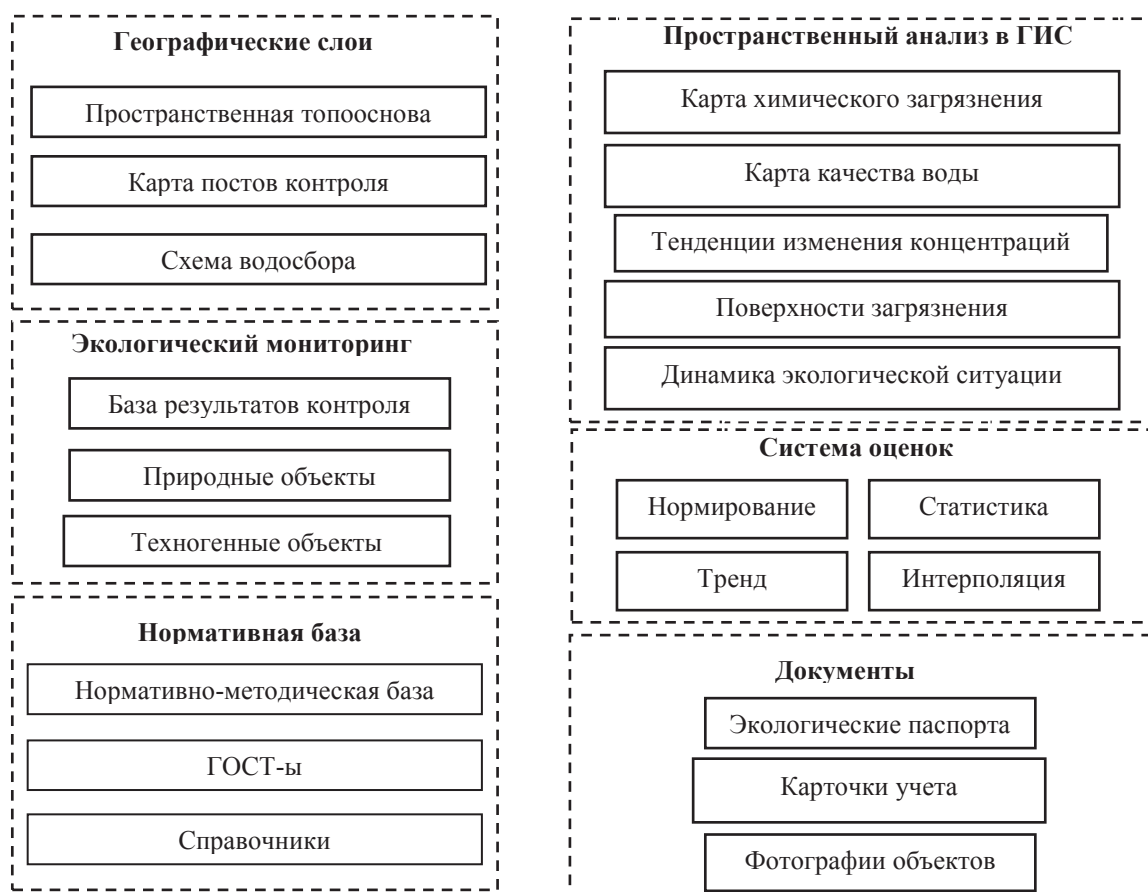 Географические слои
Пространственная топооснова
Карта постов контроля
Схема водосбора
Экологический мониторинг
База результатов контроля
Природные объекты
Техногенные объекты
Нормативная база
Нормативно-методическая база
ГОСТ-ы
Справочники
Пространственный анализ в ГИС
Карта химического загрязнения
Карта качества воды
Тенденции изменения концентраций
Поверхности загрязнения
Динамика экологической ситуации
Система оценок
Нормирование
Статистика
Тренд
Интерполяция
Документы
Экологические паспорта
Карточки учета
Фотографии объектов